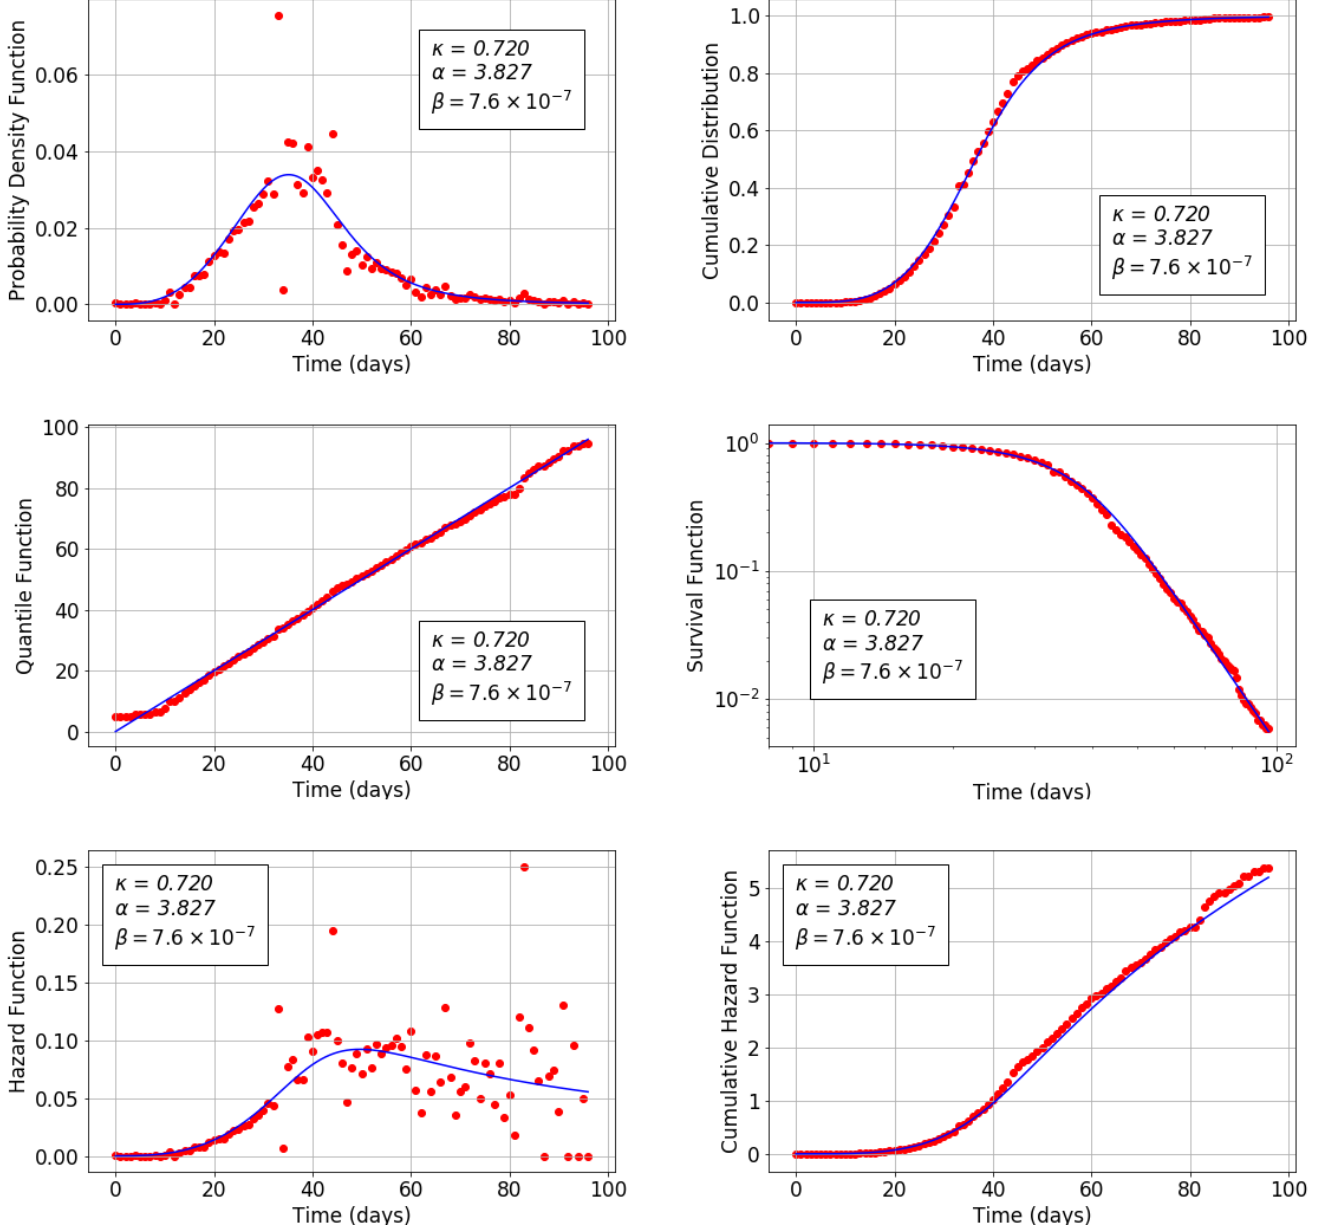 Probability Density Function
0.06
0.04
0.02
0.00
κ = 0.720
α = 3.827
β = 7.6 × 10⁻⁷
0 20 40 60 80 100
Time (days)
Cumulative Distribution
1.0
0.8
0.6
0.4
0.2
0.0
κ = 0.720
α = 3.827
β = 7.6 × 10⁻⁷
0 20 40 60 80 100
Time (days)
Quantile Function
100
80
60
40
20
0
κ = 0.720
α = 3.827
β = 7.6 × 10⁻⁷
0 20 40 60 80 100
Time (days)
Survival Function
10⁰
10⁻¹
10⁻²
κ = 0.720
α = 3.827
β = 7.6 × 10⁻⁷
10¹ 10²
Time (days)
Hazard Function
0.25
0.20
0.15
0.10
0.05
0.00
κ = 0.720
α = 3.827
β = 7.6 × 10⁻⁷
0 20 40 60 80 100
Time (days)
Cumulative Hazard Function
5
4
3
2
1
0
κ = 0.720
α = 3.827
β = 7.6 × 10⁻⁷
0 20 40 60 80 100
Time (days)